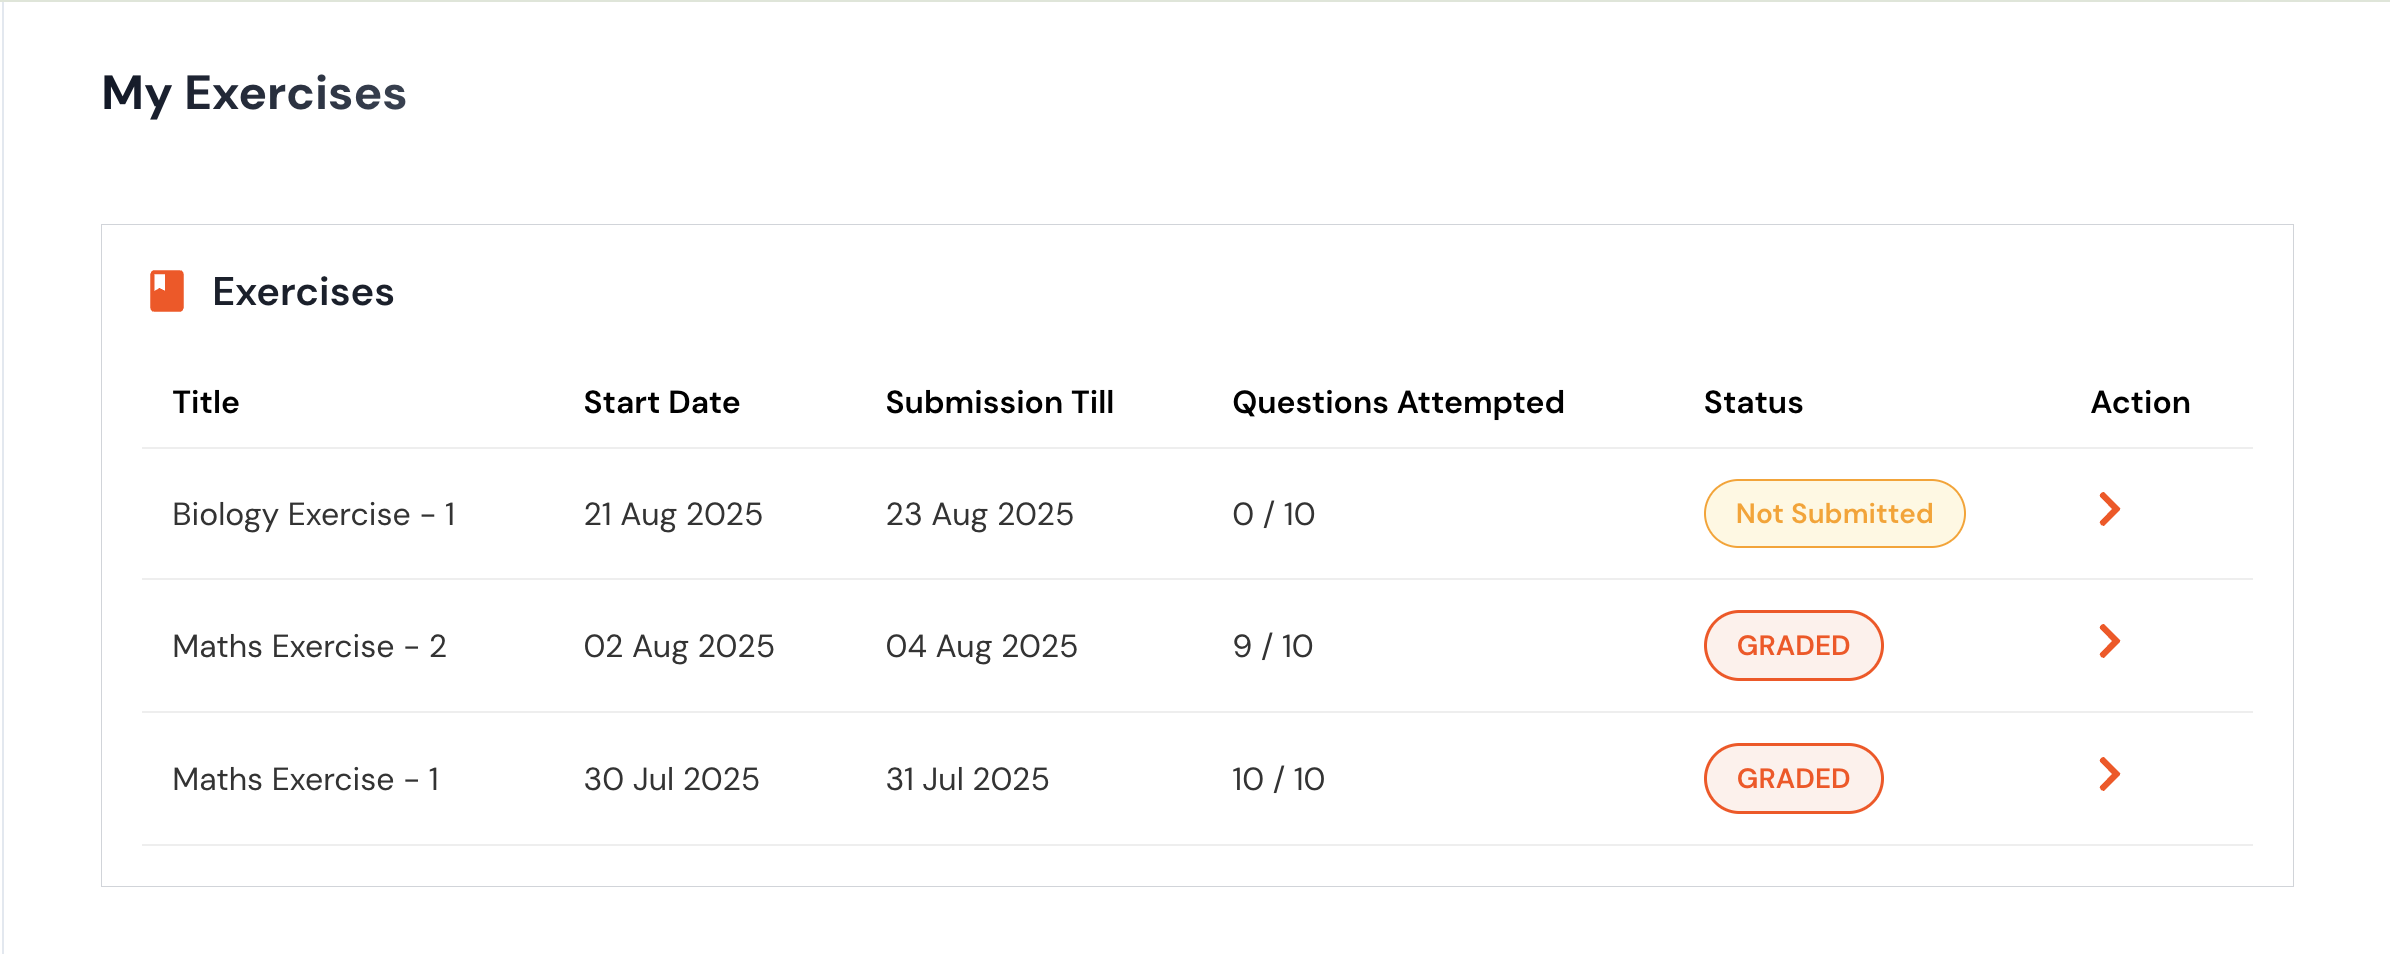 My Exercises
Exercises
Title Start Date Submission Till Questions Attempted Status Action
Biology Exercise - 1 21 Aug 2025 23 Aug 2025 0 / 10 Not Submitted
Maths Exercise - 2 02 Aug 2025 04 Aug 2025 9 / 10 GRADED
Maths Exercise - 1 30 Jul 2025 31 Jul 2025 10 / 10 GRADED